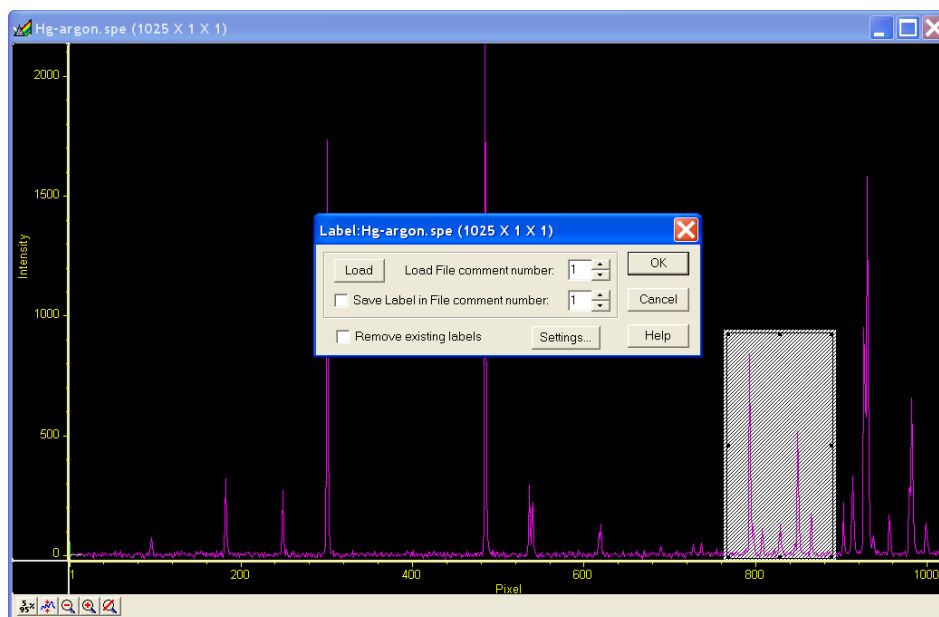 Hg-argon.spe (1025 X 1 X 1)
2000
1500
1000
500
0
Intensity
Label:Hg-argon.spe (1025 X 1 X 1)
Load Load File comment number: 1 OK
Save Label in File comment number: 1 Cancel
Remove existing labels Settings... Help
1 200 400 600 800 1000
Pixel
5
95%